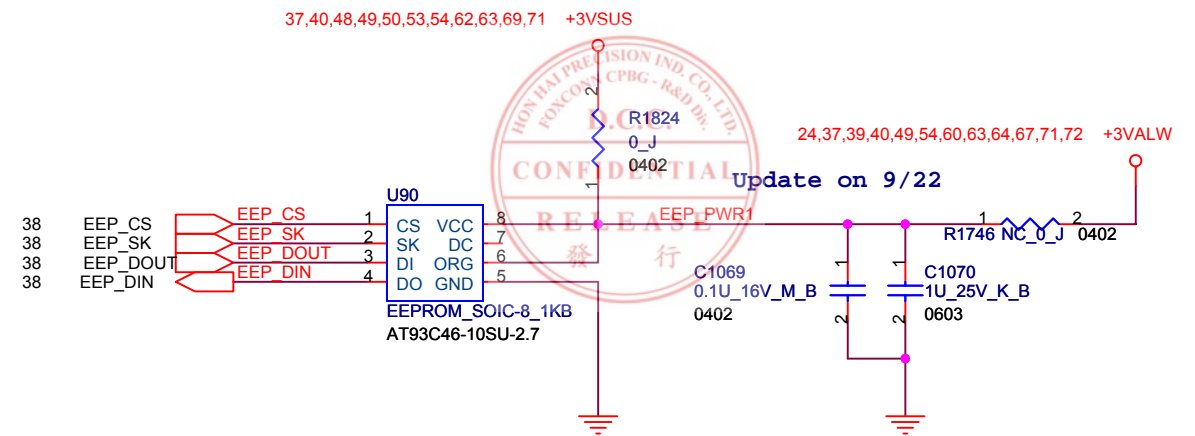 37,40,48,49,50,53,54,62,63,69,71 +3VSUS
HON HAI PRECISION IND. CO., LTD.
FOXCONN CPBG - R&D Div.
D.C.C.
CONFIDENTIAL
RELEASE
發 行
2
R1824
0_J
0402
1
24,37,39,40,49,54,60,63,64,67,71,72 +3VALW
Update on 9/22
U90
38 EEP_CS EEP_CS 1 CS VCC 8 EEP_PWR1
38 EEP_SK EEP_SK 2 SK DC 7
38 EEP_DOUT EEP_DOUT 3 DI ORG 6
38 EEP_DIN EEP_DIN 4 DO GND 5
EEPROM_SOIC-8_1KB
AT93C46-10SU-2.7
1 2
R1746 NC_0_J 0402
1
C1069
0.1U_16V_M_B
0402
2
1
C1070
1U_25V_K_B
0603
2